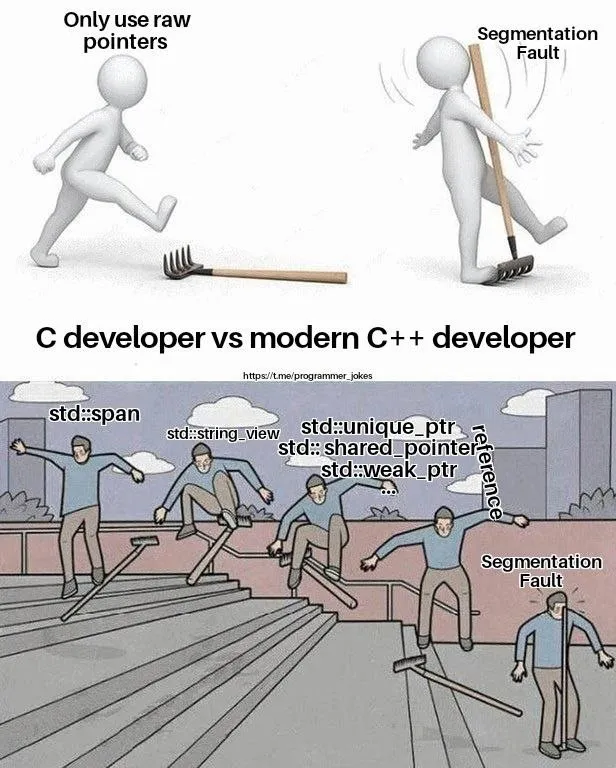 Only use raw
pointers
Segmentation
Fault
C developer vs modern C++ developer
https://t.me/programmer_jokes
std::span
std::string_view
std::unique_ptr
std:: shared_pointer
std::weak_ptr
...
reference
Segmentation
Fault